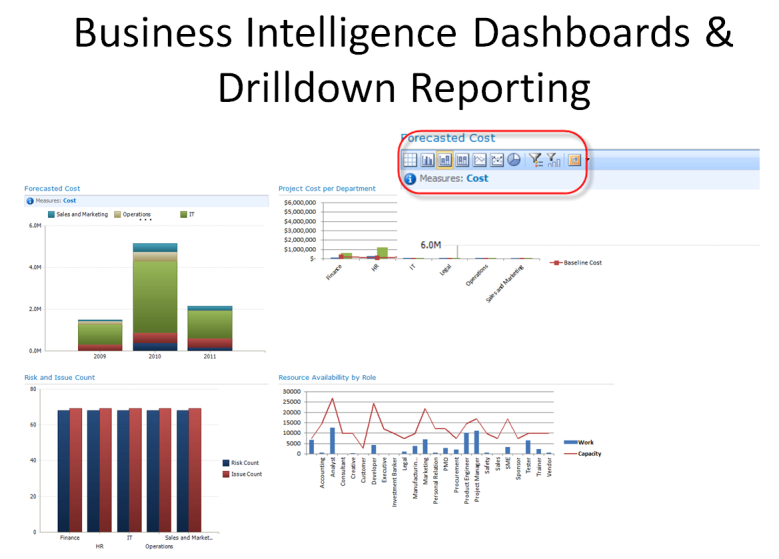 Business Intelligence Dashboards &
Drilldown Reporting
Forecasted Cost
Measures: Cost
6.0M
Forecasted Cost
Measures: Cost
Sales and Marketing Operations IT
6.0M
4.0M
2.0M
0.0M
2009 2010 2011
Project Cost per Department
$6,000,000
$5,000,000
$4,000,000
$3,000,000
$2,000,000
$1,000,000
$-
Finance HR IT Legal Operations Sales and Marketing
Baseline Cost
Risk and Issue Count
80
60
40
20
0
Finance IT Sales and Market...
HR Operations
Risk Count
Issue Count
Resource Availability by Role
30000
25000
20000
15000
10000
5000
0
Accounting
Analyst
Consultant
Creative
Customer
Developer
Executive
Investment Banker
Legal
Manufacturin...
Marketing
Personal Relation
PMO
Procurement
Product Engineer
Project Manager
Safety
Sales
SME
Sponsor
Tester
Trainer
Vendor
Work
Capacity